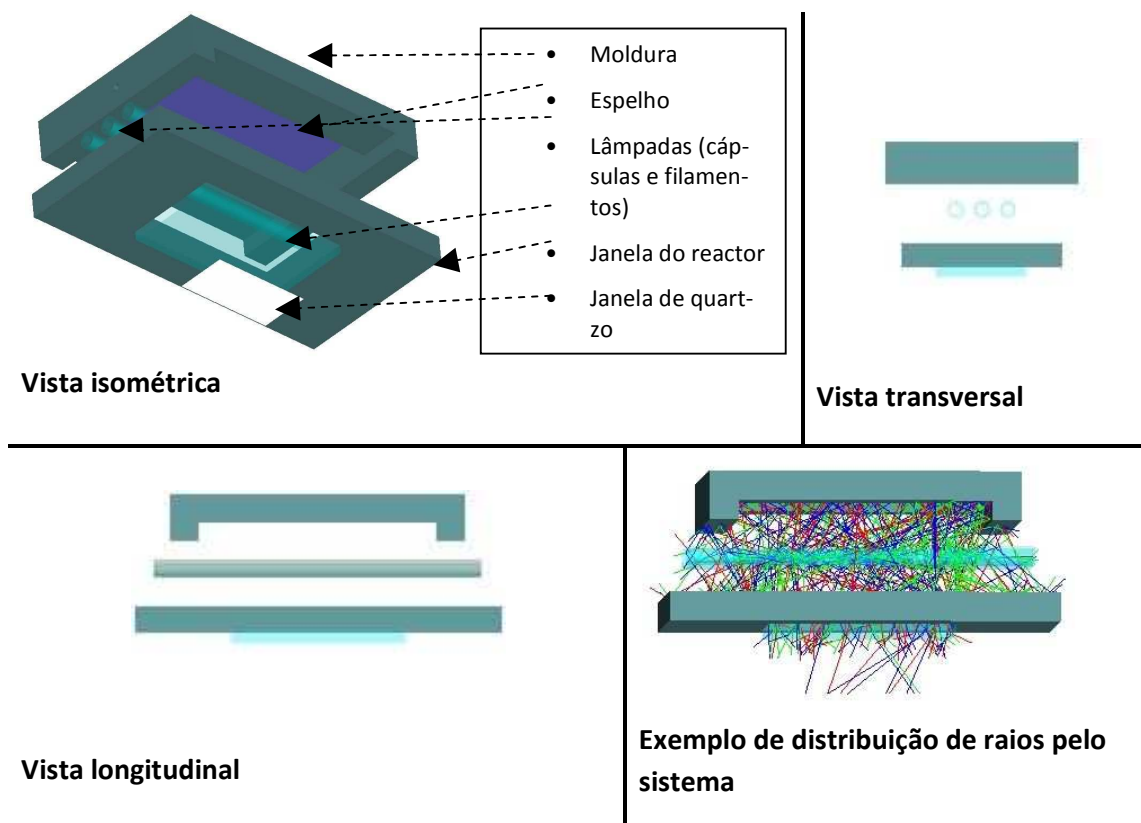 • Moldura
• Espelho
• Lâmpadas (cáp-
sulas e filamen-
tos)
• Janela do reactor
• Janela de quart-
zo
Vista isométrica
Vista transversal
Vista longitudinal
Exemplo de distribuição de raios pelo
sistema